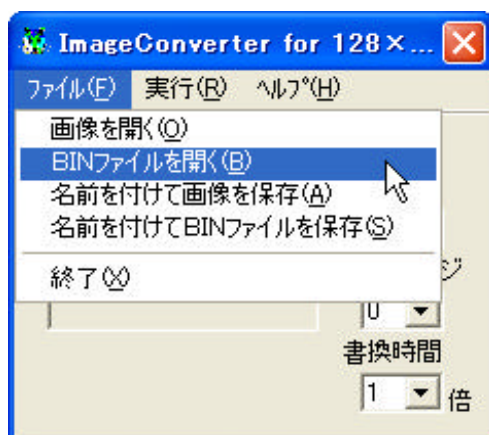 ImageConverter for 128×...
ファイル(F) 実行(R) ヘルプ(H)
画像を開く(O)
BINファイルを開く(B)
名前を付けて画像を保存(A)
名前を付けてBINファイルを保存(S)
終了(X)
ジ
0
書換時間
1 倍